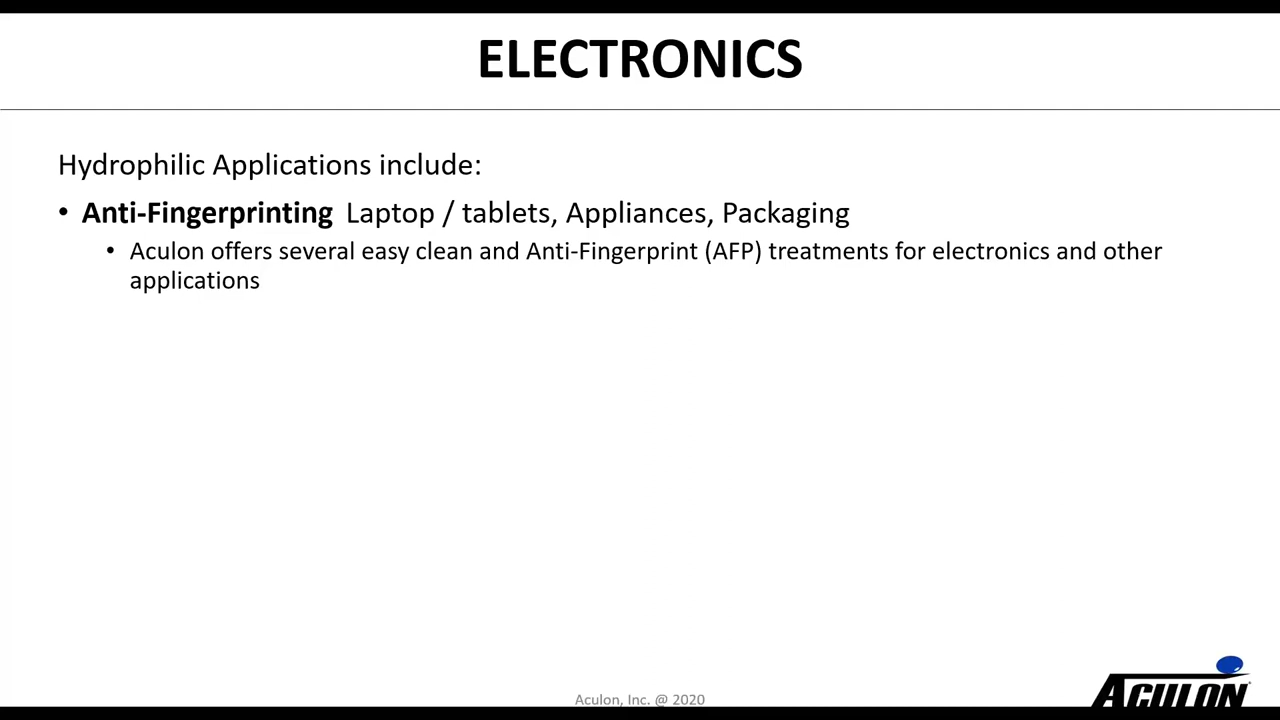 ELECTRONICS
Hydrophilic Applications include:
• Anti-Fingerprinting Laptop / tablets, Appliances, Packaging
• Aculon offers several easy clean and Anti-Fingerprint (AFP) treatments for electronics and other
applications
Aculon, Inc. @ 2020
ACULON